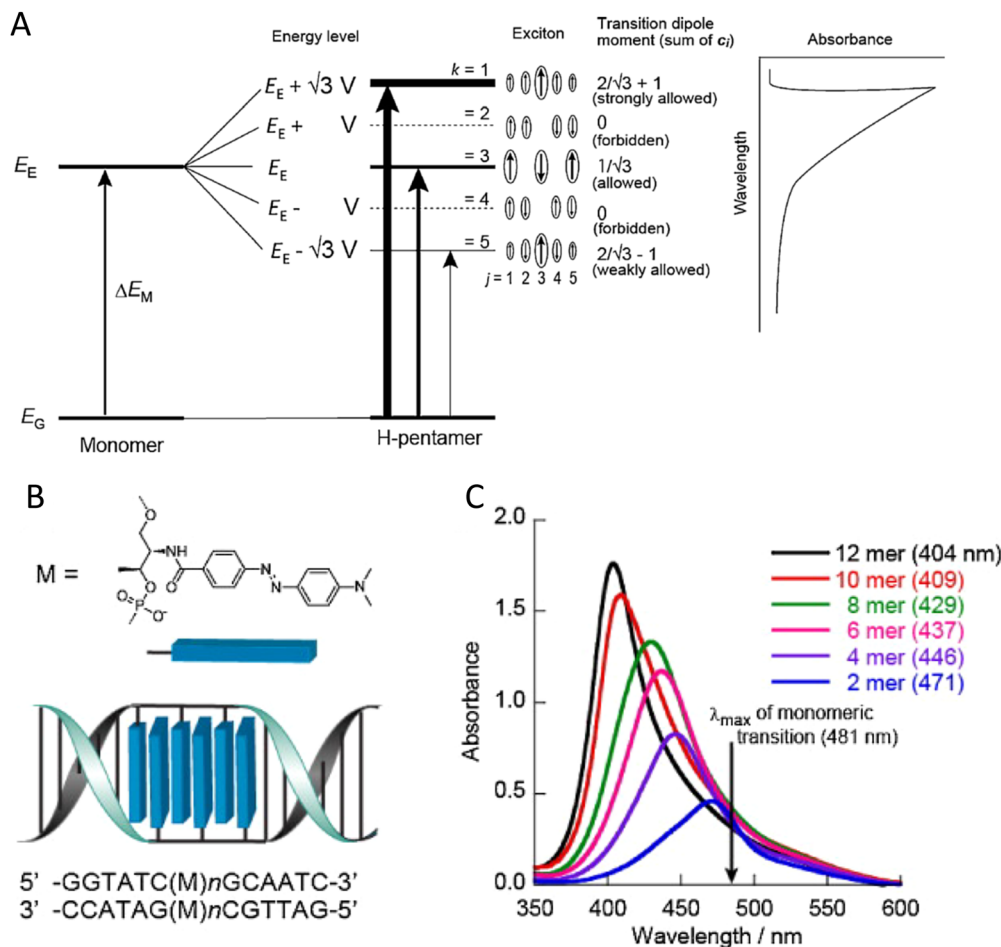 A
Energy level
Exciton
Transition dipole
moment (sum of ci)
Absorbance
EE + √3 V
k = 1
2/√3 + 1
(strongly allowed)
EE + V
= 2
0
(forbidden)
EE
EE
= 3
1/√3
(allowed)
EE - V
= 4
0
(forbidden)
EE - √3 V
= 5
2/√3 - 1
(weakly allowed)
j = 1 2 3 4 5
Wavelength
ΔEM
EG
Monomer
H-pentamer
B
M =
O
NH
O
O
O
P
O-
N
N
N
5' -GGTATC(M)nGCAATC-3'
3' -CCATAG(M)nCGTTAG-5'
C
2.0
1.5
1.0
0.5
0.0
Absorbance
12 mer (404 nm)
10 mer (409)
8 mer (429)
6 mer (437)
4 mer (446)
2 mer (471)
λmax of monomeric
transition (481 nm)
350 400 450 500 550 600
Wavelength / nm